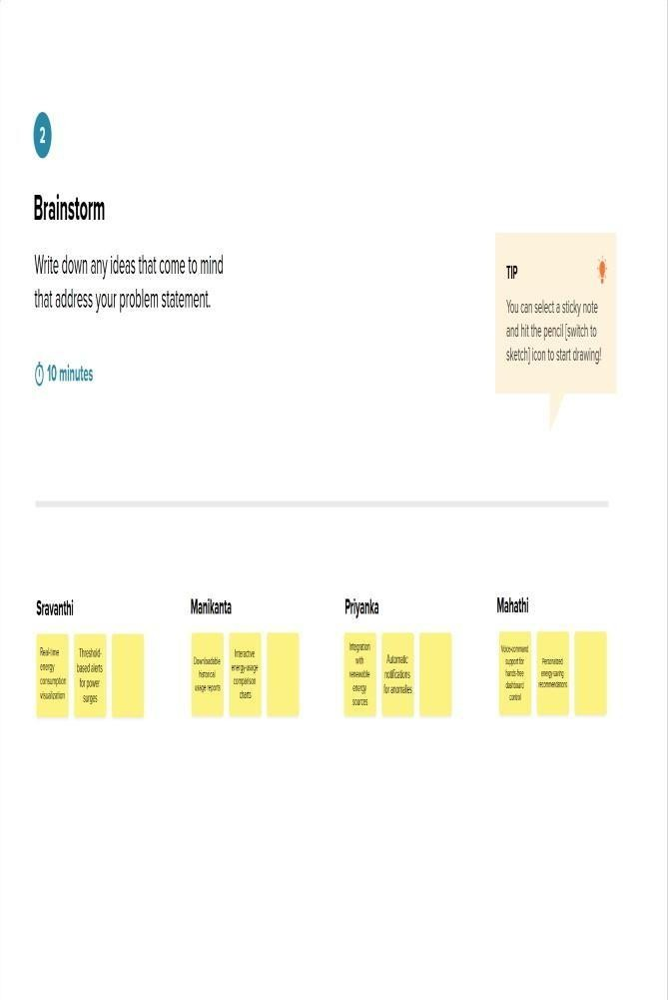 2
Brainstorm
Write down any ideas that come to mind
that address your problem statement.
10 minutes
TIP
You can select a sticky note
and hit the pencil [switch to
sketch] icon to start drawing!
Sravanthi
Real-time
energy
consumption
visualization
Threshold-
based alerts
for power
surges
Manikanta
Downloadable
historical
usage reports
Interactive
energy-usage
comparison
charts
Priyanka
Integration
with
renewable
energy
sources
Automatic
notifications
for anomalies
Mahathi
Voice-command
support for
hands-free
dashboard
control
Personalized
energy-saving
recommendations